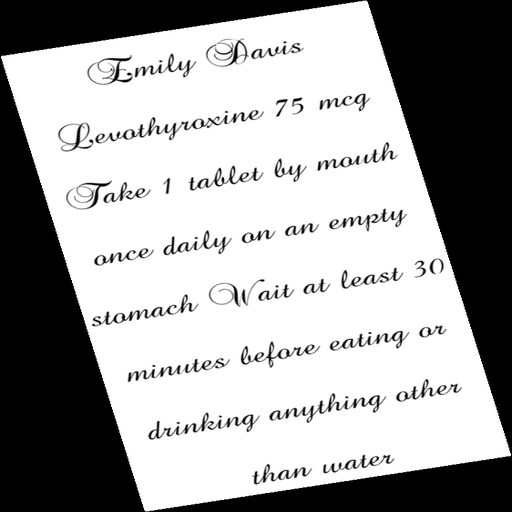 Emily Davis
Levothyroxine 75 mcg
Take 1 tablet by mouth
once daily on an empty
stomach Wait at least 30
minutes before eating or
drinking anything other
than water